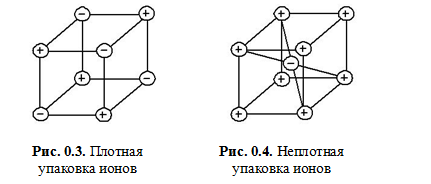 Рис. 0.3. Плотная
упаковка ионов
Рис. 0.4. Неплотная
упаковка ионов